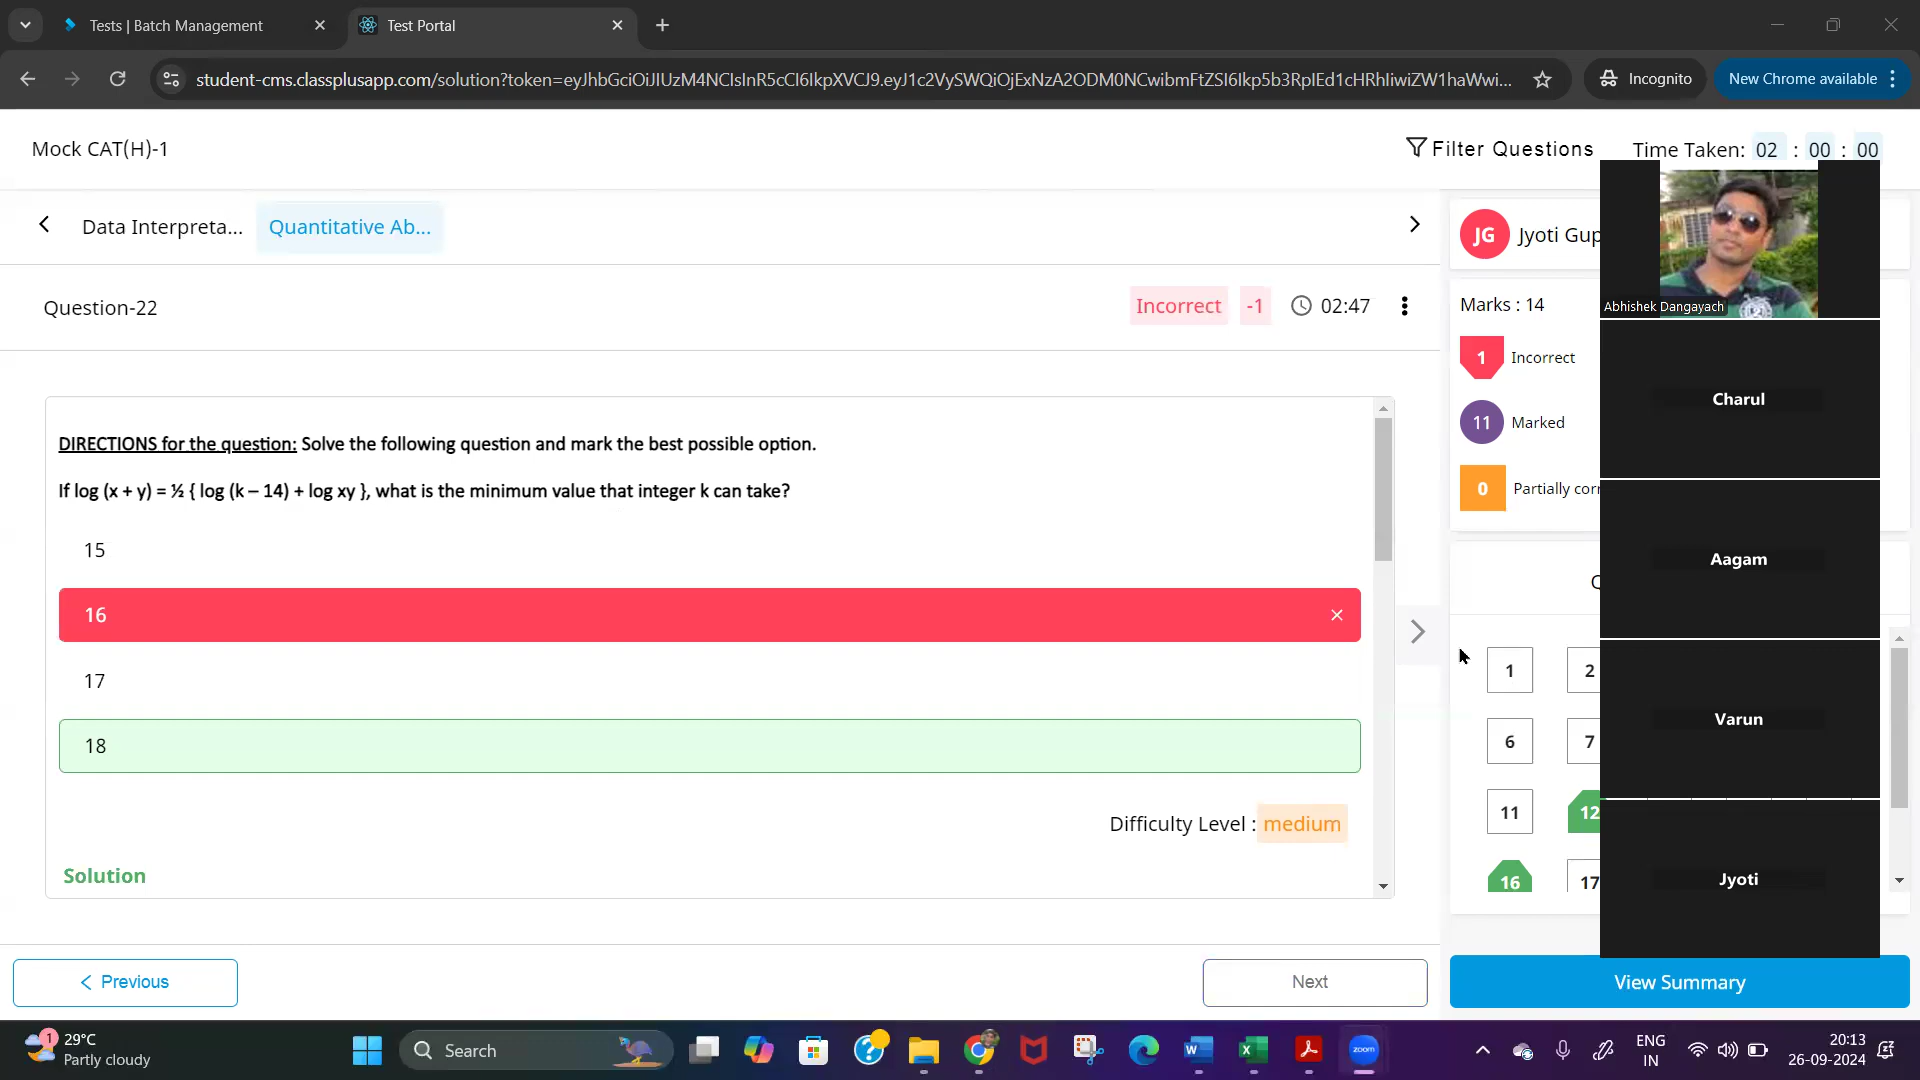 Tests | Batch Management
Test Portal
student-cms.classplusapp.com/solution?token=eyJhbGciOiJIUzM4NCIsInR5cCI6IkpXVCJ9.eyJ1c2VySWQiOjExNzA2ODM0NCwibmFtZSI6Ikp5b3RpIEd1cHRhIiwiZW1haWwi...
Incognito
New Chrome available
Mock CAT(H)-1
Filter Questions
Time Taken: 02 : 00 : 00
Data Interpreta...
Quantitative Ab...
JG
Jyoti Gup
Abhishek Dangayach
Question-22
Incorrect
-1
02:47
Marks : 14
1 Incorrect
11 Marked
0 Partially corr
DIRECTIONS for the question: Solve the following question and mark the best possible option.
If log (x + y) = ½ { log (k – 14) + log xy }, what is the minimum value that integer k can take?
15
16
17
18
Difficulty Level : medium
Solution
1 2
6 7
11 12
16 17
Charul
Aagam
Varun
Jyoti
Previous
Next
View Summary
1
29°C
Partly cloudy
Search
zoom
ENG
IN
20:13
26-09-2024